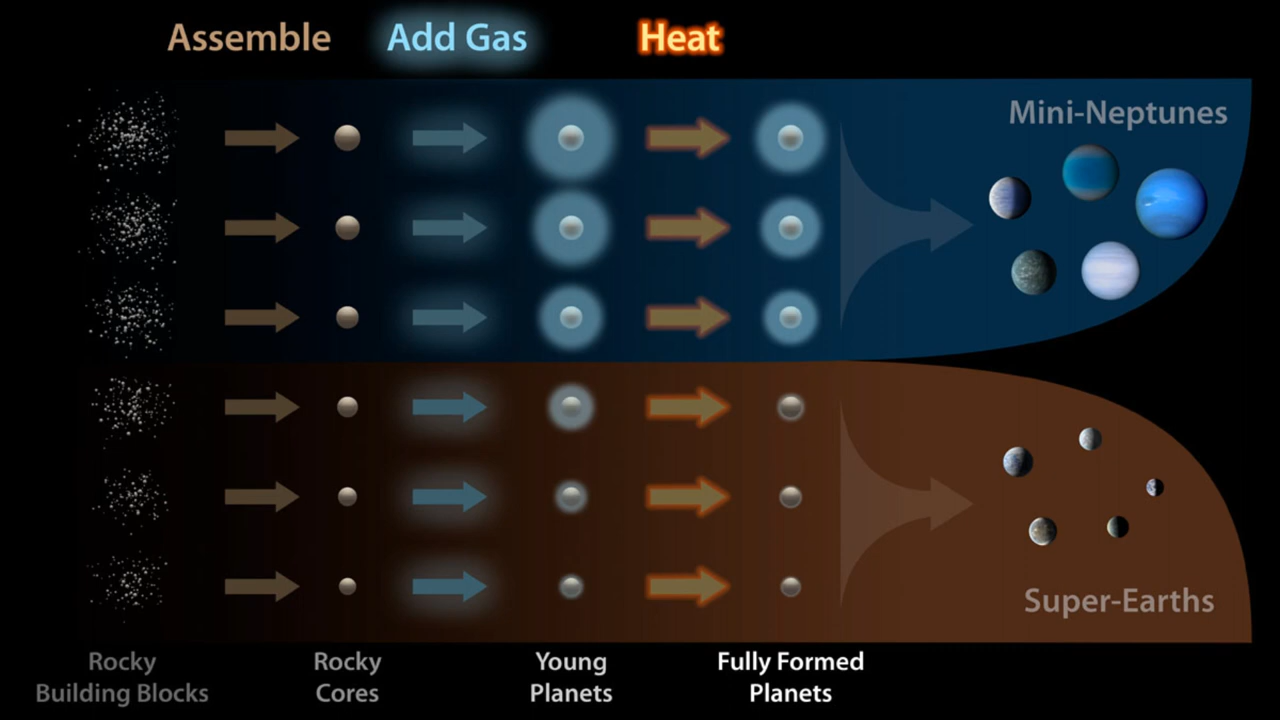 Assemble
Add Gas
Heat
Mini-Neptunes
Super-Earths
Rocky
Building Blocks
Rocky
Cores
Young
Planets
Fully Formed
Planets